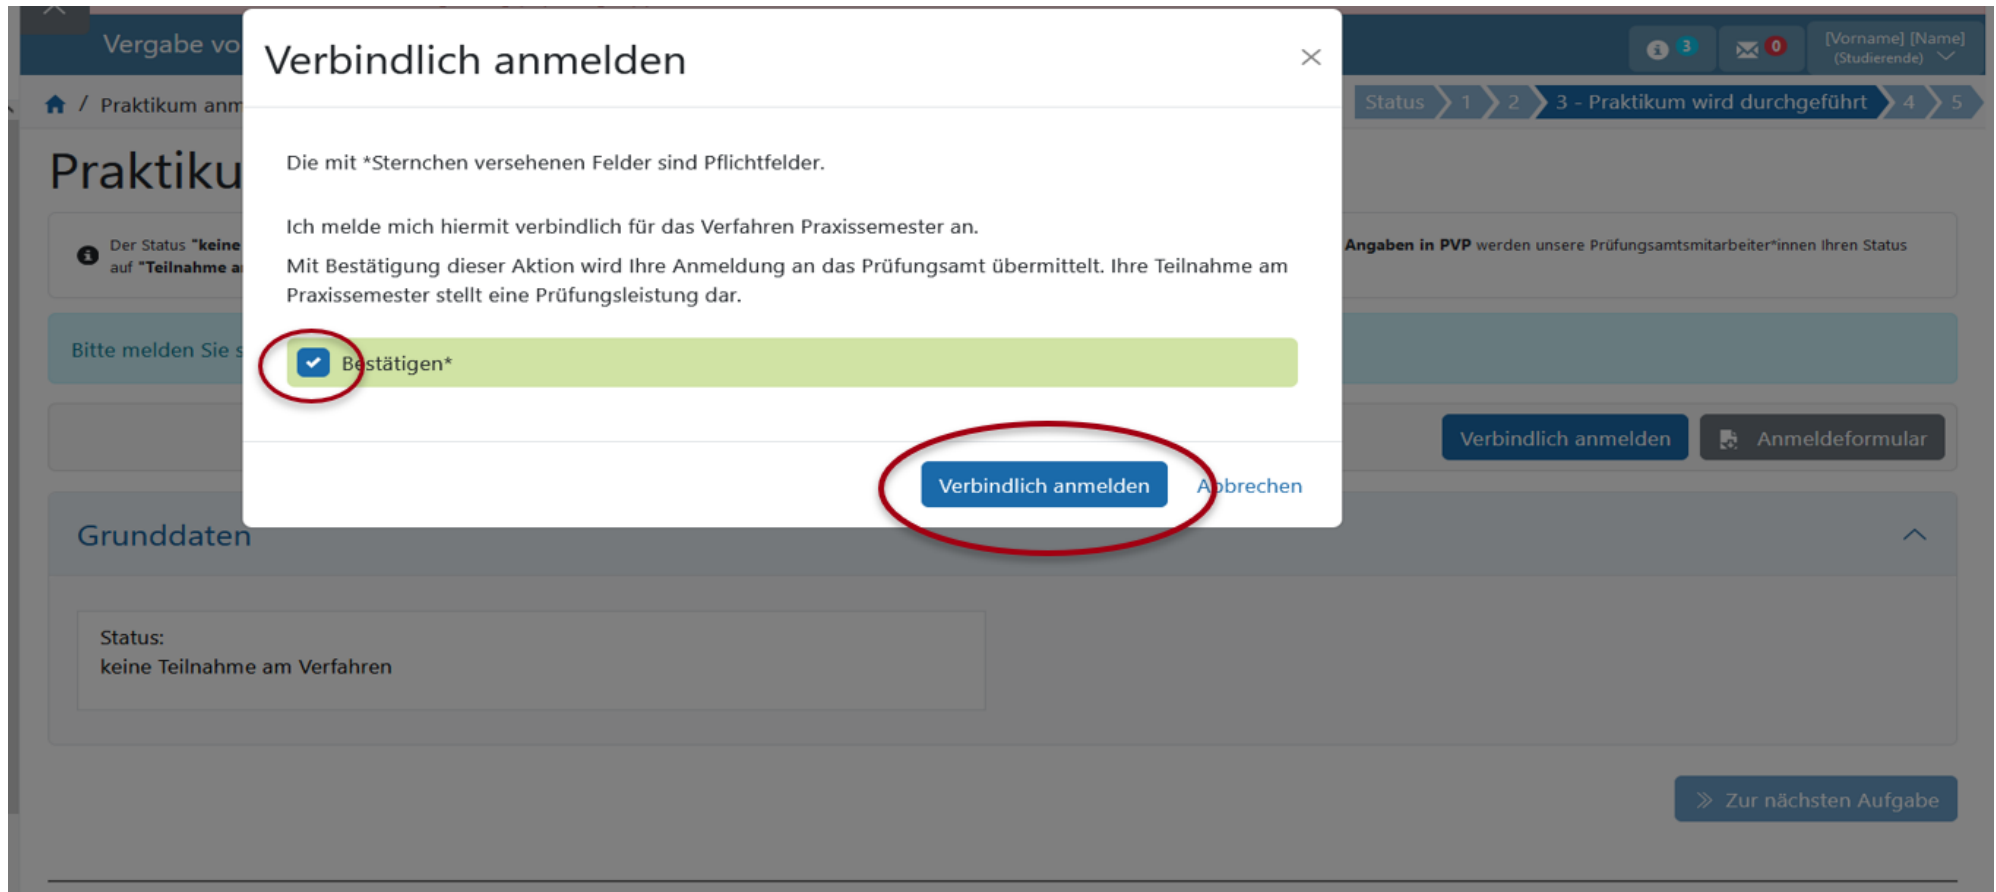 Vergabe vo
3
0
[Vorname] [Name]
(Studierende)
/ Praktikum anm
Status 1 2 3 - Praktikum wird durchgeführt 4 5
Praktiku
Der Status "keine
auf "Teilnahme a
Angaben in PVP werden unsere Prüfungsamtsmitarbeiter*innen Ihren Status
Bitte melden Sie s
Verbindlich anmelden
Anmeldeformular
Verbindlich anmelden
Die mit *Sternchen versehenen Felder sind Pflichtfelder.
Ich melde mich hiermit verbindlich für das Verfahren Praxissemester an.
Mit Bestätigung dieser Aktion wird Ihre Anmeldung an das Prüfungsamt übermittelt. Ihre Teilnahme am
Praxissemester stellt eine Prüfungsleistung dar.
Bestätigen*
Verbindlich anmelden
Abbrechen
Grunddaten
Status:
keine Teilnahme am Verfahren
Zur nächsten Aufgabe